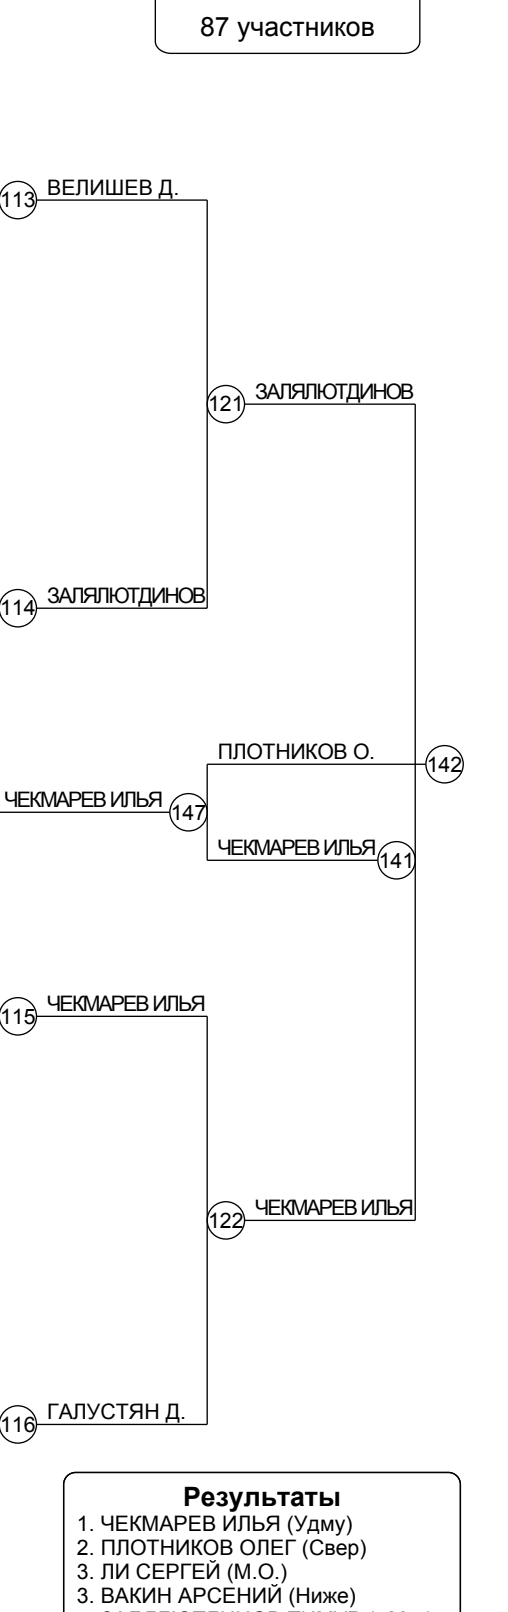 87 участников
113 ВЕЛИШЕВ Д.
121 ЗАЛЯЛЮТДИНОВ
114 ЗАЛЯЛЮТДИНОВ
ПЛОТНИКОВ О. 142
ЧЕКМАРЕВ ИЛЬЯ 147
ЧЕКМАРЕВ ИЛЬЯ 141
115 ЧЕКМАРЕВ ИЛЬЯ
122 ЧЕКМАРЕВ ИЛЬЯ
116 ГАЛУСТЯН Д.
Результаты
1. ЧЕКМАРЕВ ИЛЬЯ (Удму)
2. ПЛОТНИКОВ ОЛЕГ (Свер)
3. ЛИ СЕРГЕЙ (М.О.)
3. ВАКИН АРСЕНИЙ (Ниже)